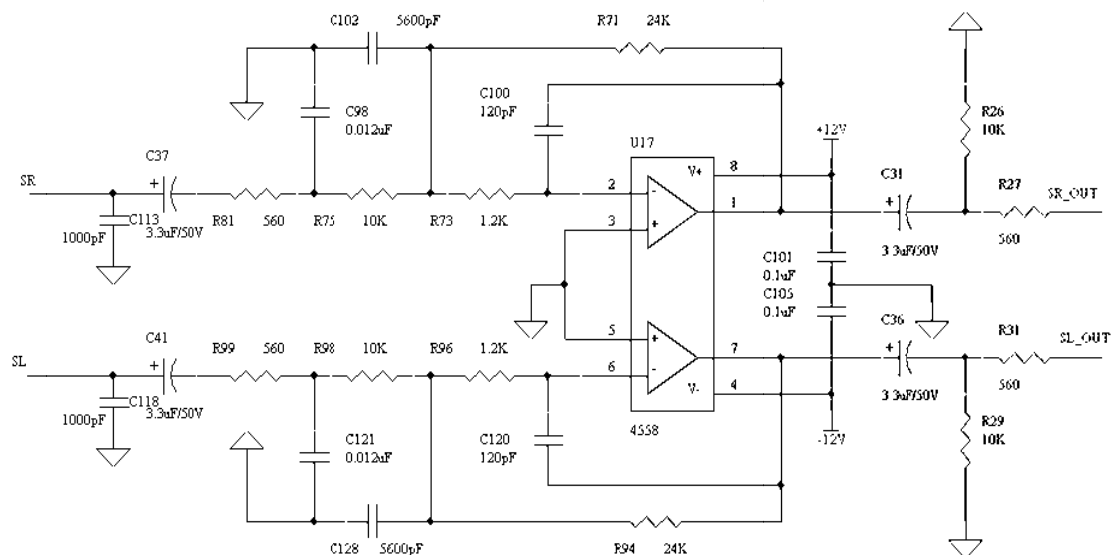 C102 5600pF R71 24K
C98
0.012uF
C100
120pF
R26
10K
U17
+12V
C37
C31
R27
SR
SR_OUT
V+
8
2
-
1
3
+
+
+
C113
1000pF
3.3uF/50V
R81 560 R75 10K R73 1.2K
3.3uF/50V
560
C101
0.1uF
C105
0.1uF
C41
C36
R31
SL
SL_OUT
R99 560 R98 10K R96 1.2K
5
+
7
6
-
4
V-
+
+
C118
1000pF
3.3uF/50V
3.3uF/50V
560
C121
0.012uF
C120
120pF
4558
-12V
R29
10K
C128 5600pF R94 24K